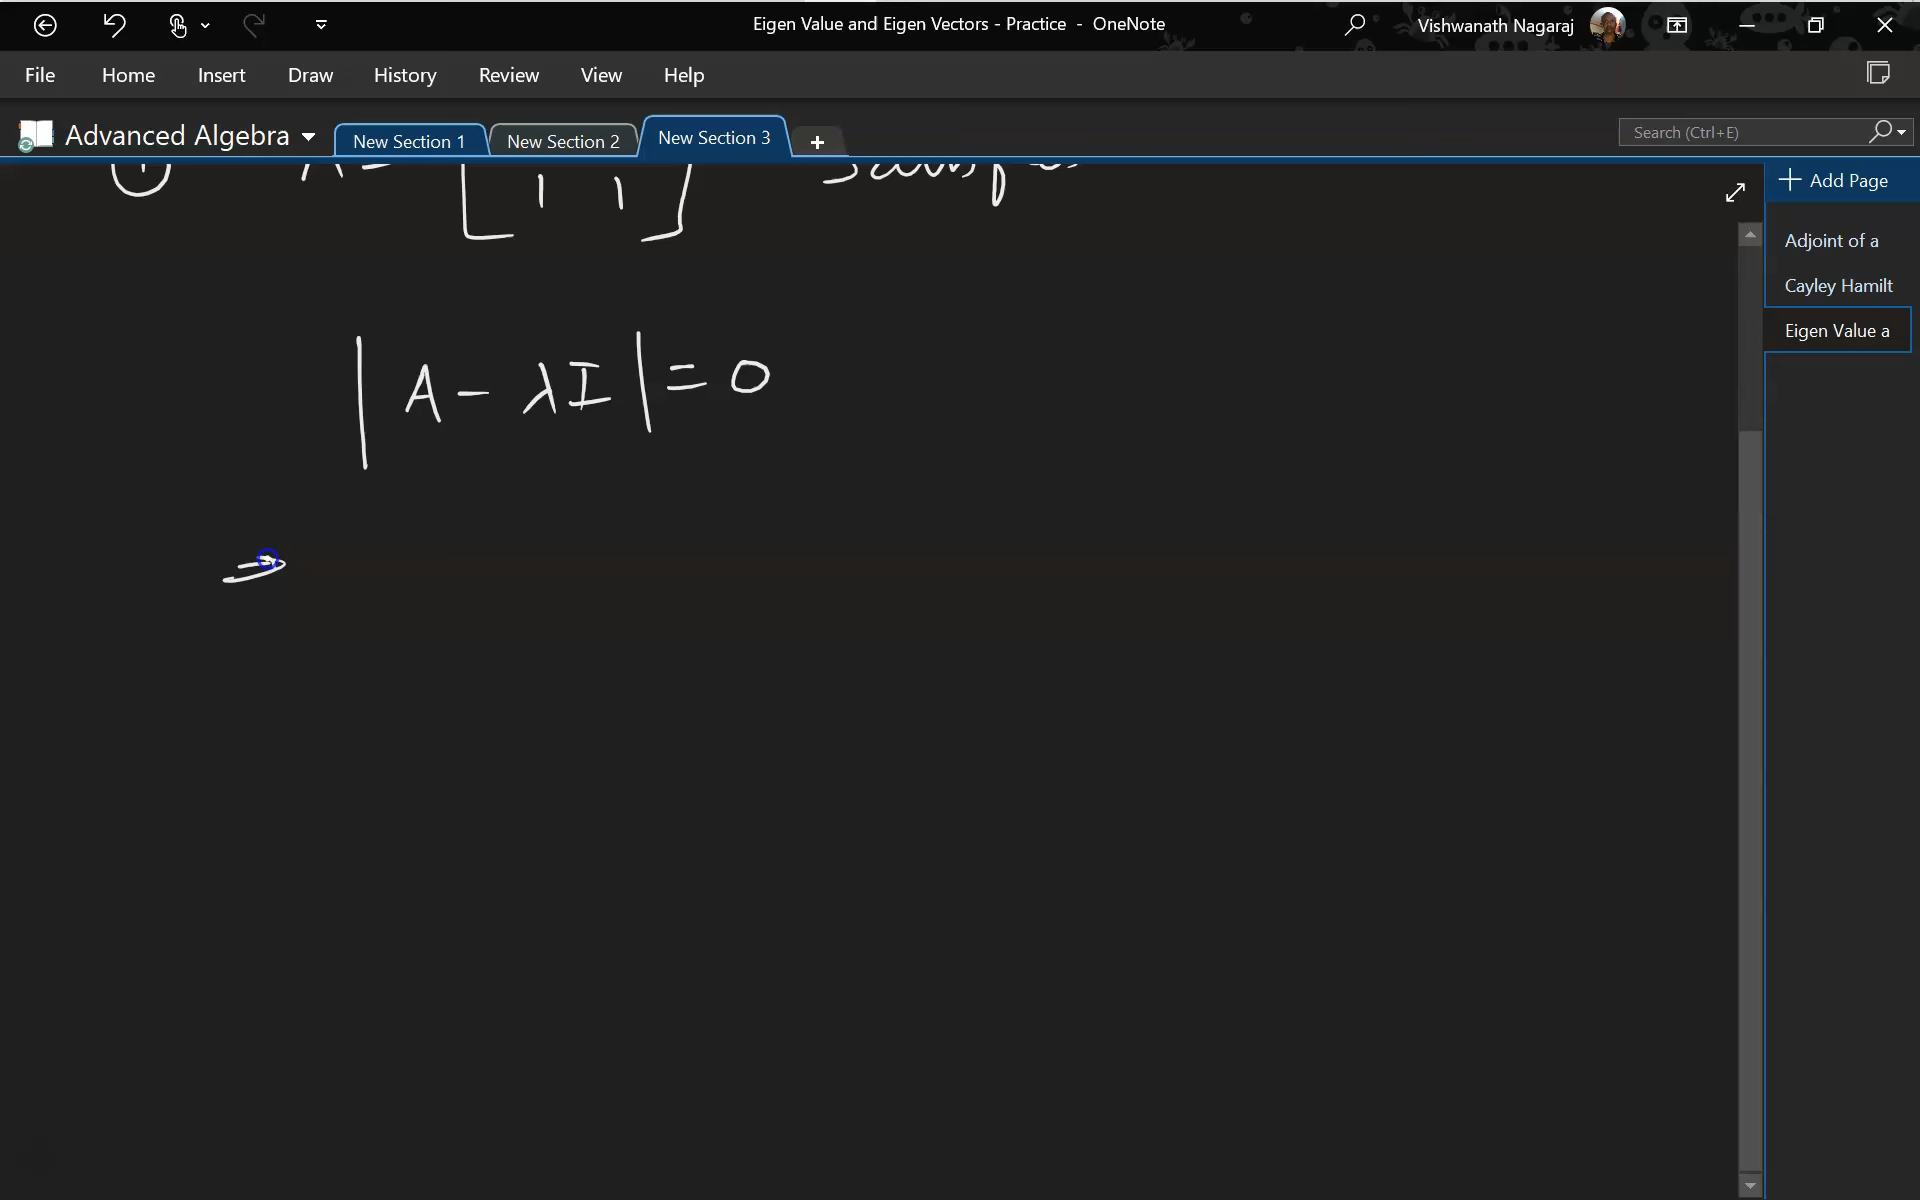 Eigen Value and Eigen Vectors - Practice - OneNote
Vishwanath Nagaraj
File Home Insert Draw History Review View Help
Advanced Algebra New Section 1 New Section 2 New Section 3 +
Search (Ctrl+E)
Add Page
Adjoint of a
Cayley Hamilt
Eigen Value a
1 1
| A - λI | = 0
⇒